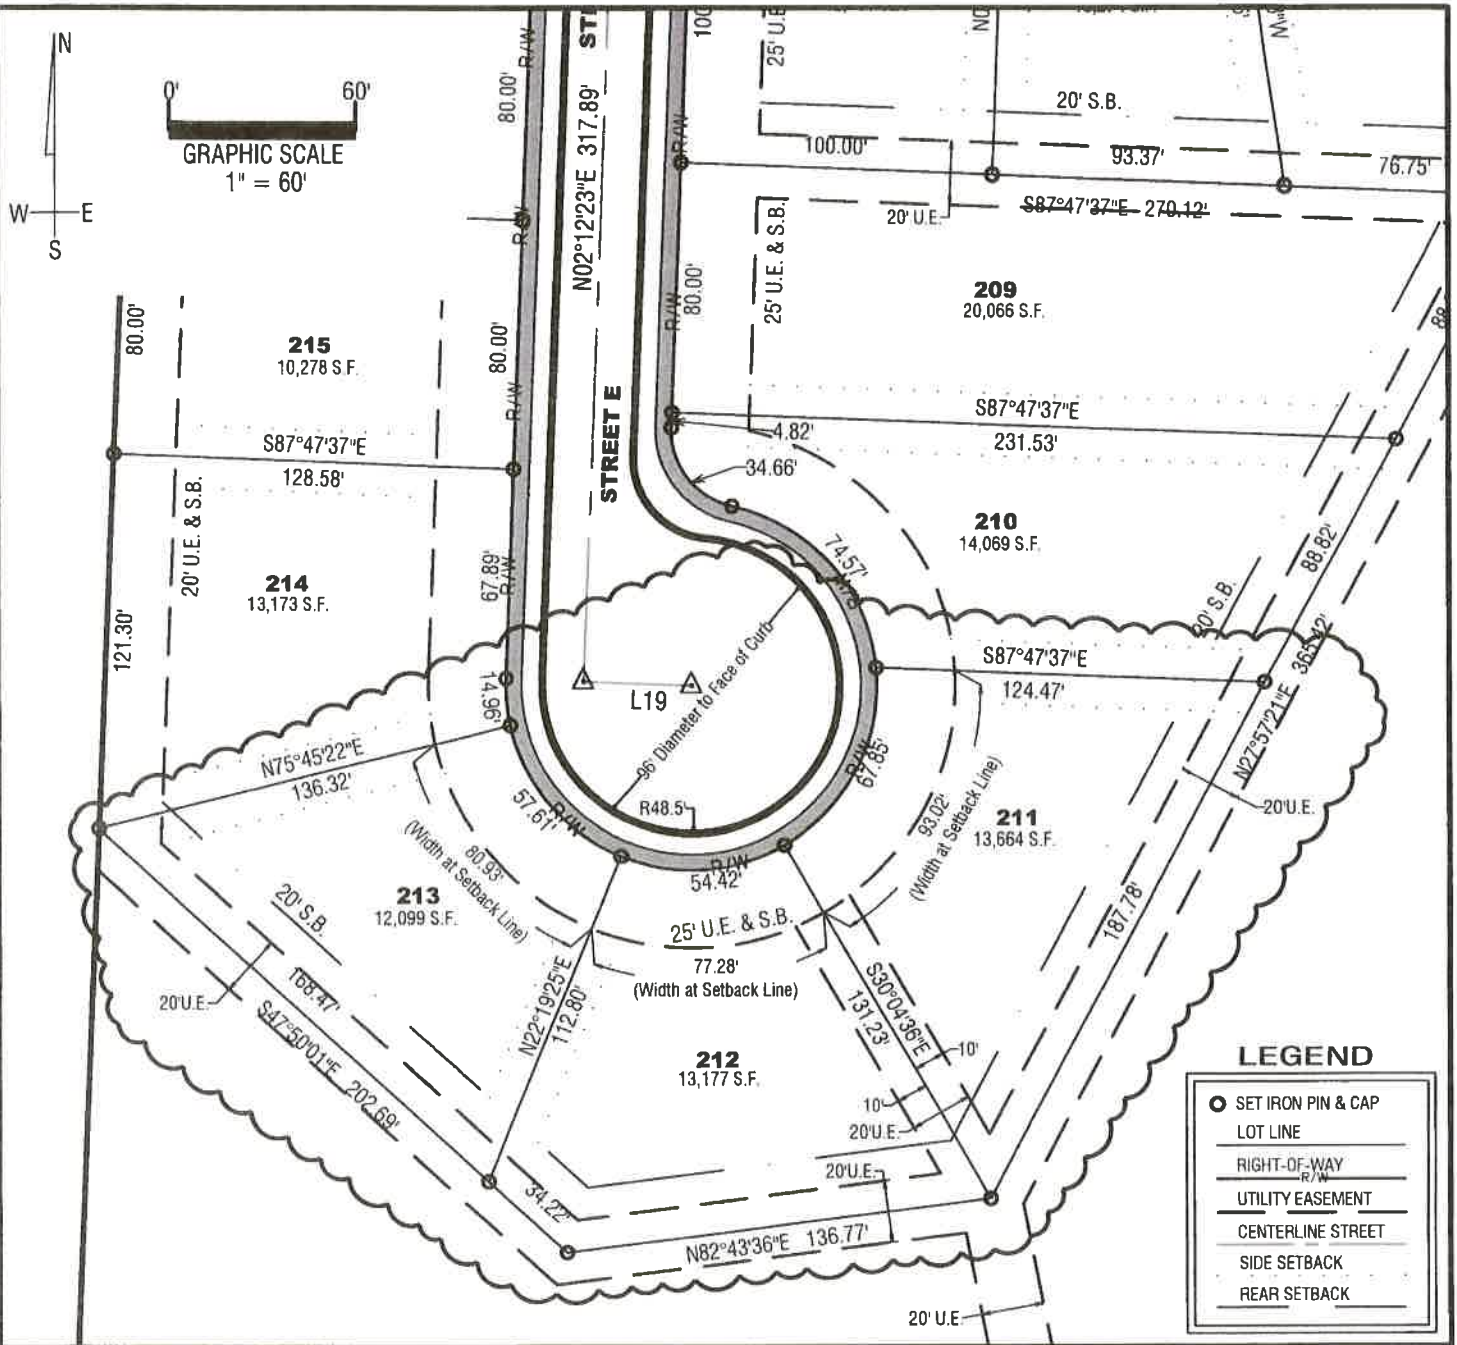 N
W
E
S
0' 60'
GRAPHIC SCALE
1" = 60'
R/W
80.00'
N02°12'23"E 317.89'
100
25' U.E
20' S.B.
100.00'
93.37'
76.75'
R/W
R/W
20' U.E.
S87°47'37"E 270.12'
80.00'
215
10,278 S.F.
80.00'
R/W
R/W
80.00'
25' U.E. & S.B.
209
20,066 S.F.
88.
STREET E
S87°47'37"E
128.58'
4.82'
34.66'
S87°47'37"E
231.53'
20' U.E. & S.B.
214
13,173 S.F.
67.89'
R/W
121.30'
74.57'
R/W
210
14,069 S.F.
88.82'
20' S.B.
N27°57'21"E 365.42'
14.96'
L19
96' Diameter to Face of Curb
R48.5'
S87°47'37"E
124.47'
N75°45'22"E
136.32'
57.61'
R/W
R/W
67.85'
R/W
54.42'
80.93'
(Width at Setback Line)
93.02'
(Width at Setback Line)
211
13,664 S.F.
20'U.E.
187.78'
213
12,099 S.F.
20' S.B.
25' U.E. & S.B.
77.28'
(Width at Setback Line)
20'U.E.
168.47'
S47°50'01"E 202.69'
N22°19'25"E
112.80'
S30°04'36"E
131.23'
10'
10'
20'U.E.
212
13,177 S.F.
20'U.E.
34.22'
N82°43'36"E 136.77'
20' U.E.
LEGEND
SET IRON PIN & CAP
LOT LINE
RIGHT-OF-WAY
R/W
UTILITY EASEMENT
CENTERLINE STREET
SIDE SETBACK
REAR SETBACK